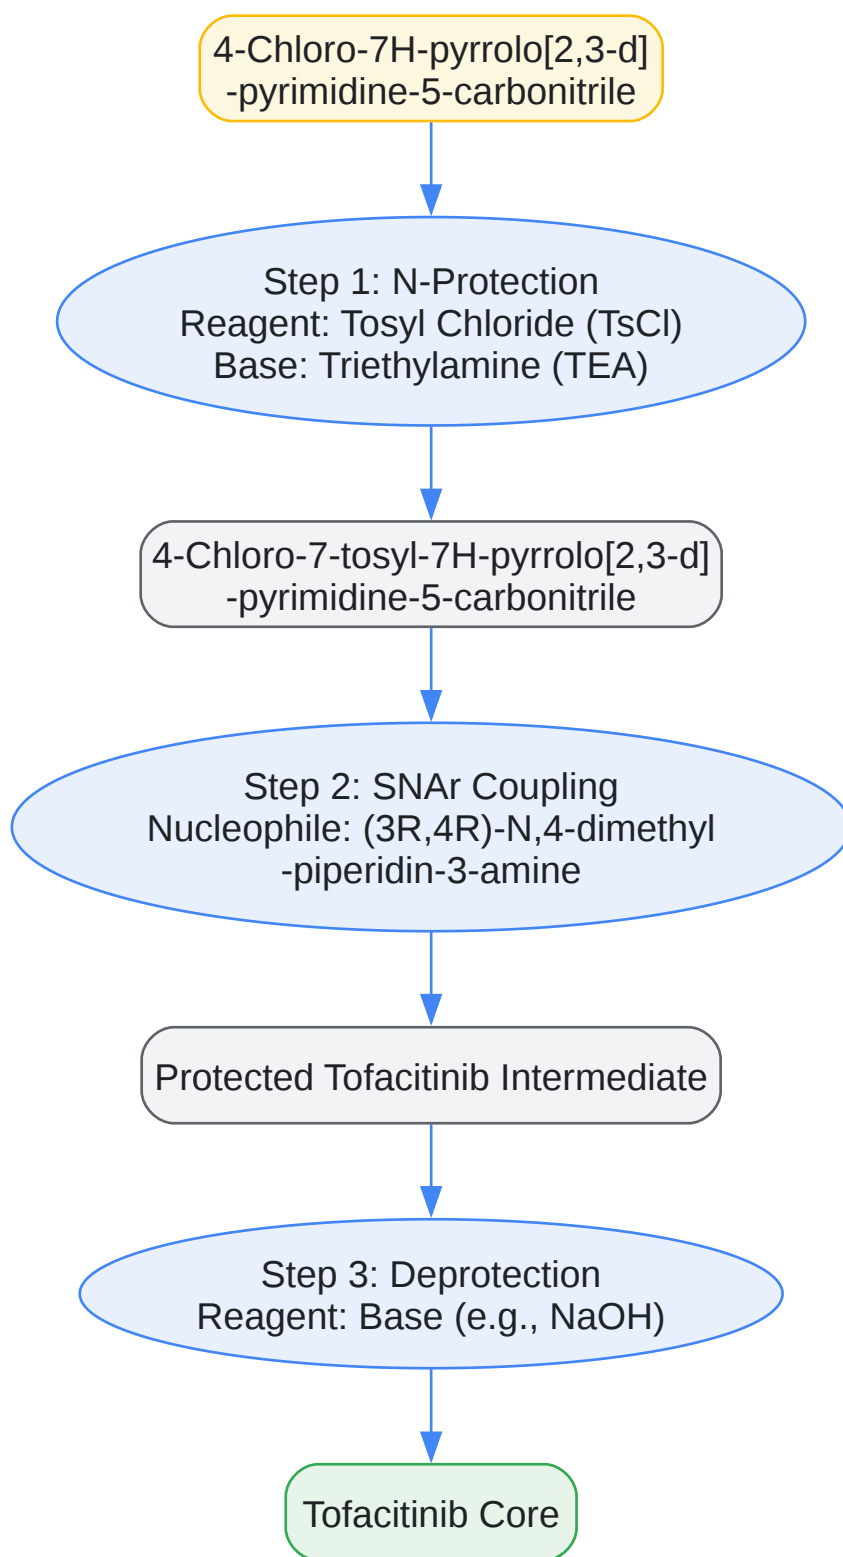 4-Chloro-7H-pyrrolo[2,3-d]
-pyrimidine-5-carbonitrile
Step 1: N-Protection
Reagent: Tosyl Chloride (TsCl)
Base: Triethylamine (TEA)
4-Chloro-7-tosyl-7H-pyrrolo[2,3-d]
-pyrimidine-5-carbonitrile
Step 2: SNAr Coupling
Nucleophile: (3R,4R)-N,4-dimethyl
-piperidin-3-amine
Protected Tofacitinib Intermediate
Step 3: Deprotection
Reagent: Base (e.g., NaOH)
Tofacitinib Core